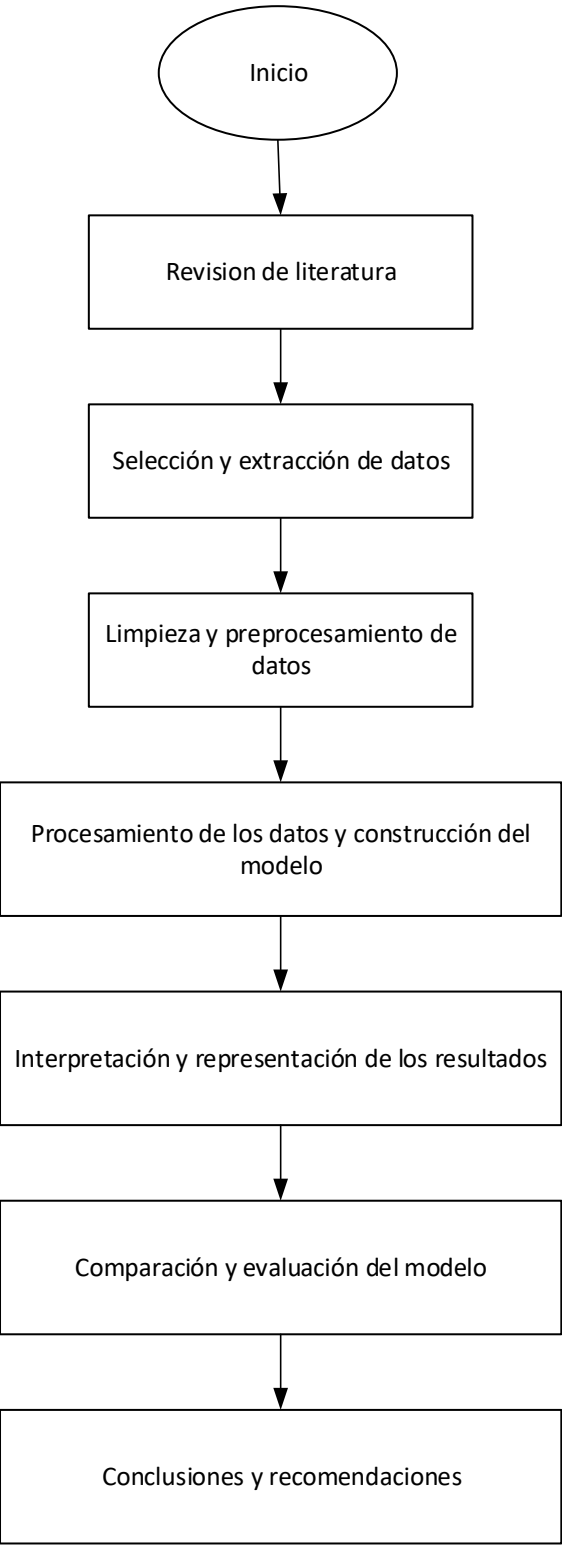 Inicio
Revision de literatura
Selección y extracción de datos
Limpieza y preprocesamiento de
datos
Procesamiento de los datos y construcción del
modelo
Interpretación y representación de los resultados
Comparación y evaluación del modelo
Conclusiones y recomendaciones